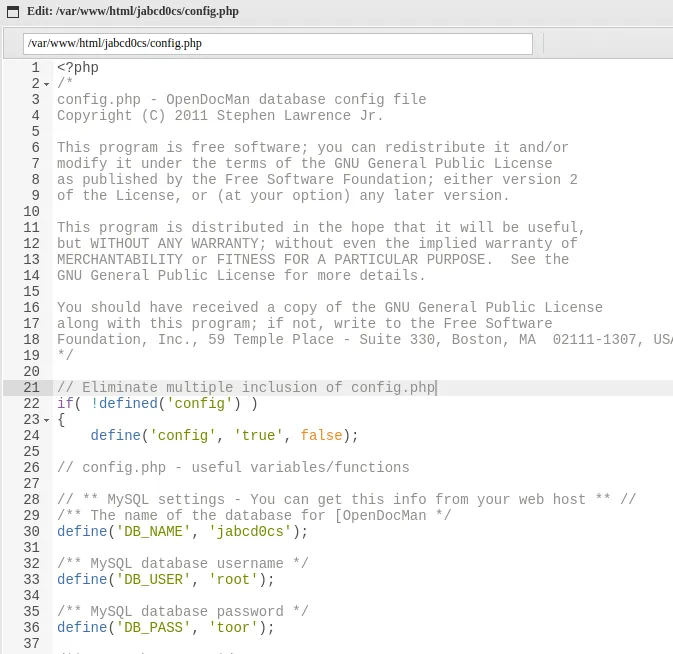 Edit: /var/www/html/jabcd0cs/config.php
/var/www/html/jabcd0cs/config.php
1 <?php
2 /*
3 config.php - OpenDocMan database config file
4 Copyright (C) 2011 Stephen Lawrence Jr.
5
6 This program is free software; you can redistribute it and/or
7 modify it under the terms of the GNU General Public License
8 as published by the Free Software Foundation; either version 2
9 of the License, or (at your option) any later version.
10
11 This program is distributed in the hope that it will be useful,
12 but WITHOUT ANY WARRANTY; without even the implied warranty of
13 MERCHANTABILITY or FITNESS FOR A PARTICULAR PURPOSE.  See the
14 GNU General Public License for more details.
15
16 You should have received a copy of the GNU General Public License
17 along with this program; if not, write to the Free Software
18 Foundation, Inc., 59 Temple Place - Suite 330, Boston, MA  02111-1307, USA
19 */
20
21 // Eliminate multiple inclusion of config.php
22 if( !defined('config') )
23 {
24     define('config', 'true', false);
25
26 // config.php - useful variables/functions
27
28 // ** MySQL settings - You can get this info from your web host ** //
29 /** The name of the database for [OpenDocMan */
30 define('DB_NAME', 'jabcd0cs');
31
32 /** MySQL database username */
33 define('DB_USER', 'root');
34
35 /** MySQL database password */
36 define('DB_PASS', 'toor');
37